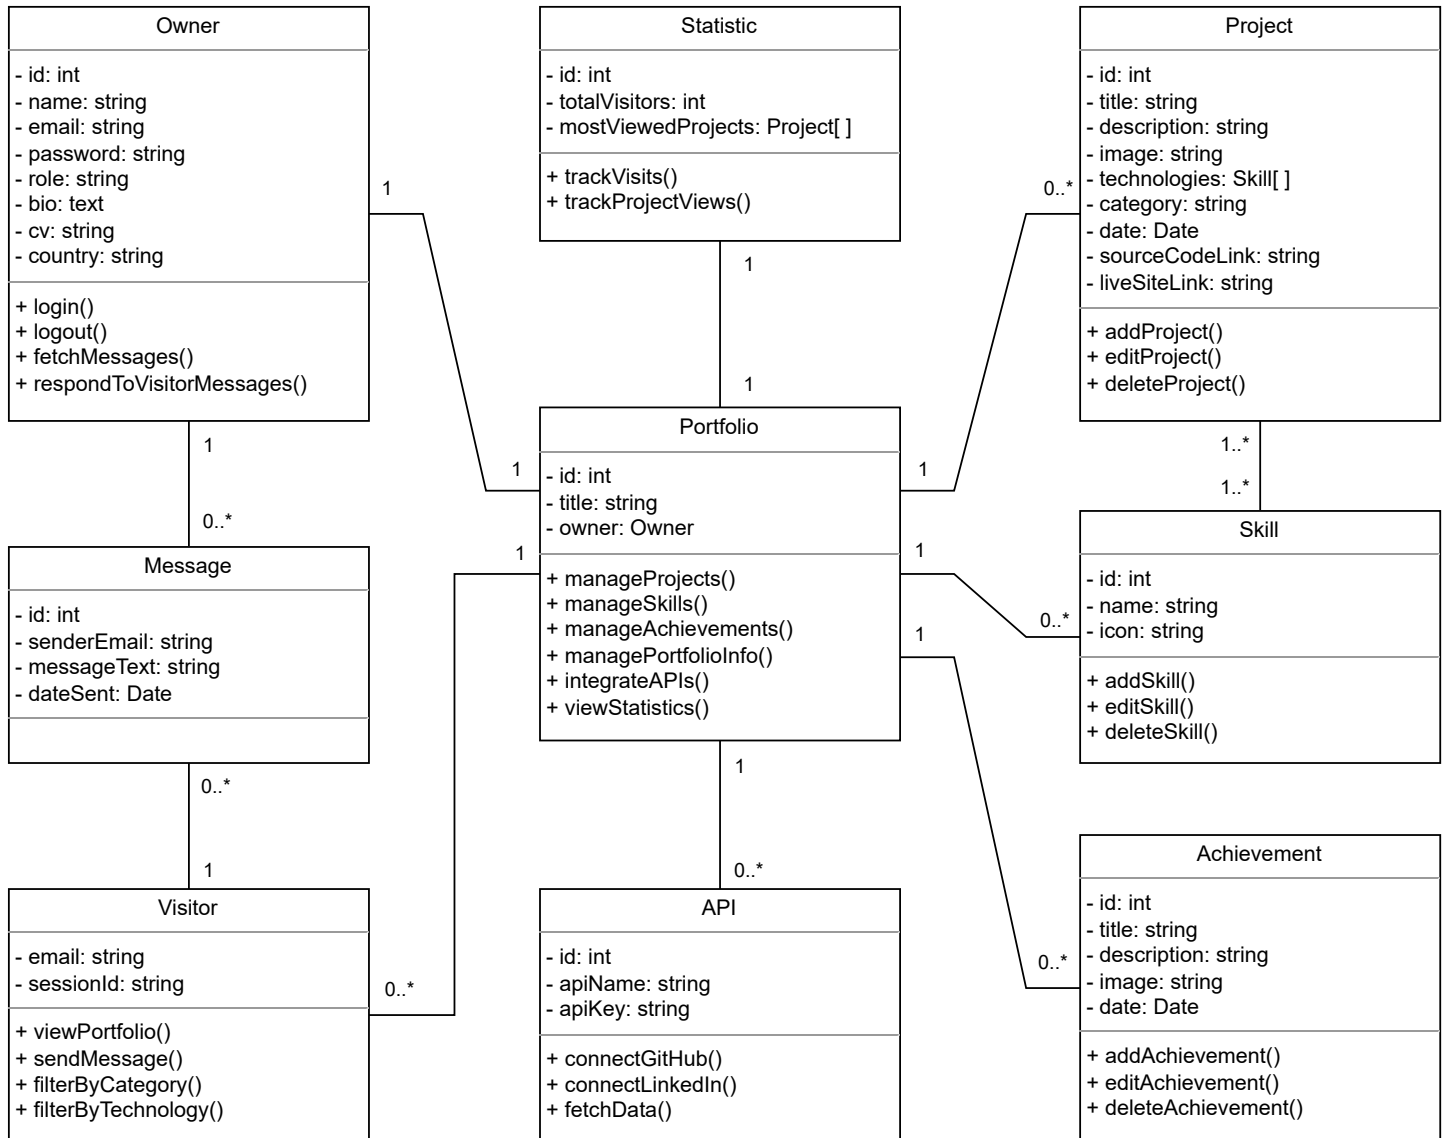 Owner
- id: int
- name: string
- email: string
- password: string
- role: string
- bio: text
- cv: string
- country: string
+ login()
+ logout()
+ fetchMessages()
+ respondToVisitorMessages()
Statistic
- id: int
- totalVisitors: int
- mostViewedProjects: Project[ ]
+ trackVisits()
+ trackProjectViews()
Project
- id: int
- title: string
- description: string
- image: string
- technologies: Skill[ ]
- category: string
- date: Date
- sourceCodeLink: string
- liveSiteLink: string
+ addProject()
+ editProject()
+ deleteProject()
1
1
0..*
1
1
1
1
0..*
1..*
1..*
Message
- id: int
- senderEmail: string
- messageText: string
- dateSent: Date
Portfolio
- id: int
- title: string
- owner: Owner
+ manageProjects()
+ manageSkills()
+ manageAchievements()
+ managePortfolioInfo()
+ integrateAPIs()
+ viewStatistics()
Skill
- id: int
- name: string
- icon: string
+ addSkill()
+ editSkill()
+ deleteSkill()
1
1
0..*
1
0..*
1
1
0..*
0..*
0..*
Visitor
- email: string
- sessionId: string
+ viewPortfolio()
+ sendMessage()
+ filterByCategory()
+ filterByTechnology()
API
- id: int
- apiName: string
- apiKey: string
+ connectGitHub()
+ connectLinkedIn()
+ fetchData()
Achievement
- id: int
- title: string
- description: string
- image: string
- date: Date
+ addAchievement()
+ editAchievement()
+ deleteAchievement()